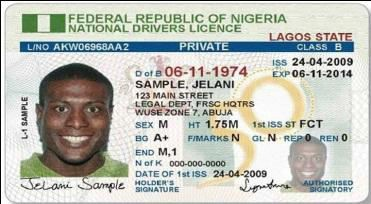 FEDERAL REPUBLIC OF NIGERIA
NATIONAL DRIVERS LICENCE
LAGOS STATE
L/NO AKW06968AA2 PRIVATE CLASS B
ISS 24-04-2009
D of B 06-11-1974 EXP 06-11-2014
SAMPLE, JELANI
123 MAIN STREET
LEGAL DEPT, FRSC HQTRS
WUSE ZONE 7, ABUJA
SEX M HT 1.75M 1st ISS ST FCT
BG A+ F/MARKS N GL N REP 0 REN 0
END M,1
N of K 000-000-0000
DATE OF 1st ISS 24-04-2009
L-1 SAMPLE
Jelani Sample
HOLDER'S SIGNATURE
AUTHORISED SIGNATORY